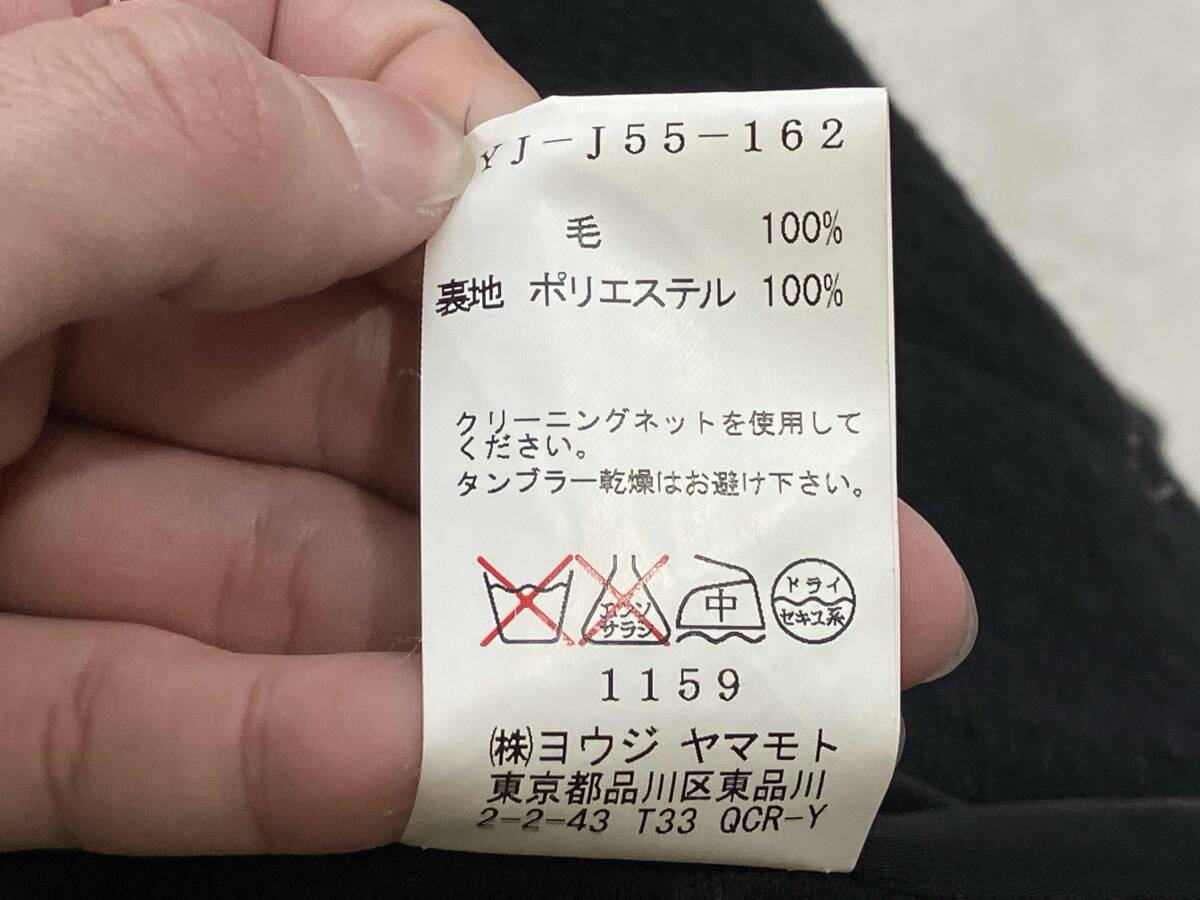 YJ-J55-162
毛 100%
裏地 ポリエステル 100%
クリーニングネットを使用して
ください。
タンブラー乾燥はお避け下さい。
エンソ
サラシ
中
ドライ
セキユ系
1159
(株)ヨウジ ヤマモト
東京都品川区東品川
2-2-43 T33 QCR-Y